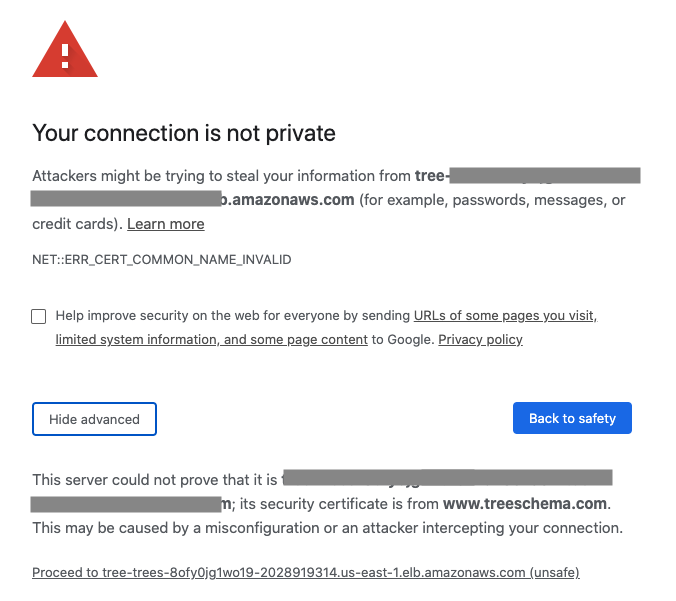 Your connection is not private
Attackers might be trying to steal your information from tree-
.amazonaws.com (for example, passwords, messages, or
credit cards). Learn more
NET::ERR_CERT_COMMON_NAME_INVALID
Help improve security on the web for everyone by sending URLs of some pages you visit,
limited system information, and some page content to Google. Privacy policy
Hide advanced
Back to safety
This server could not prove that it is
m; its security certificate is from www.treeschema.com.
This may be caused by a misconfiguration or an attacker intercepting your connection.
Proceed to tree-trees-8ofy0jg1wo19-2028919314.us-east-1.elb.amazonaws.com (unsafe)